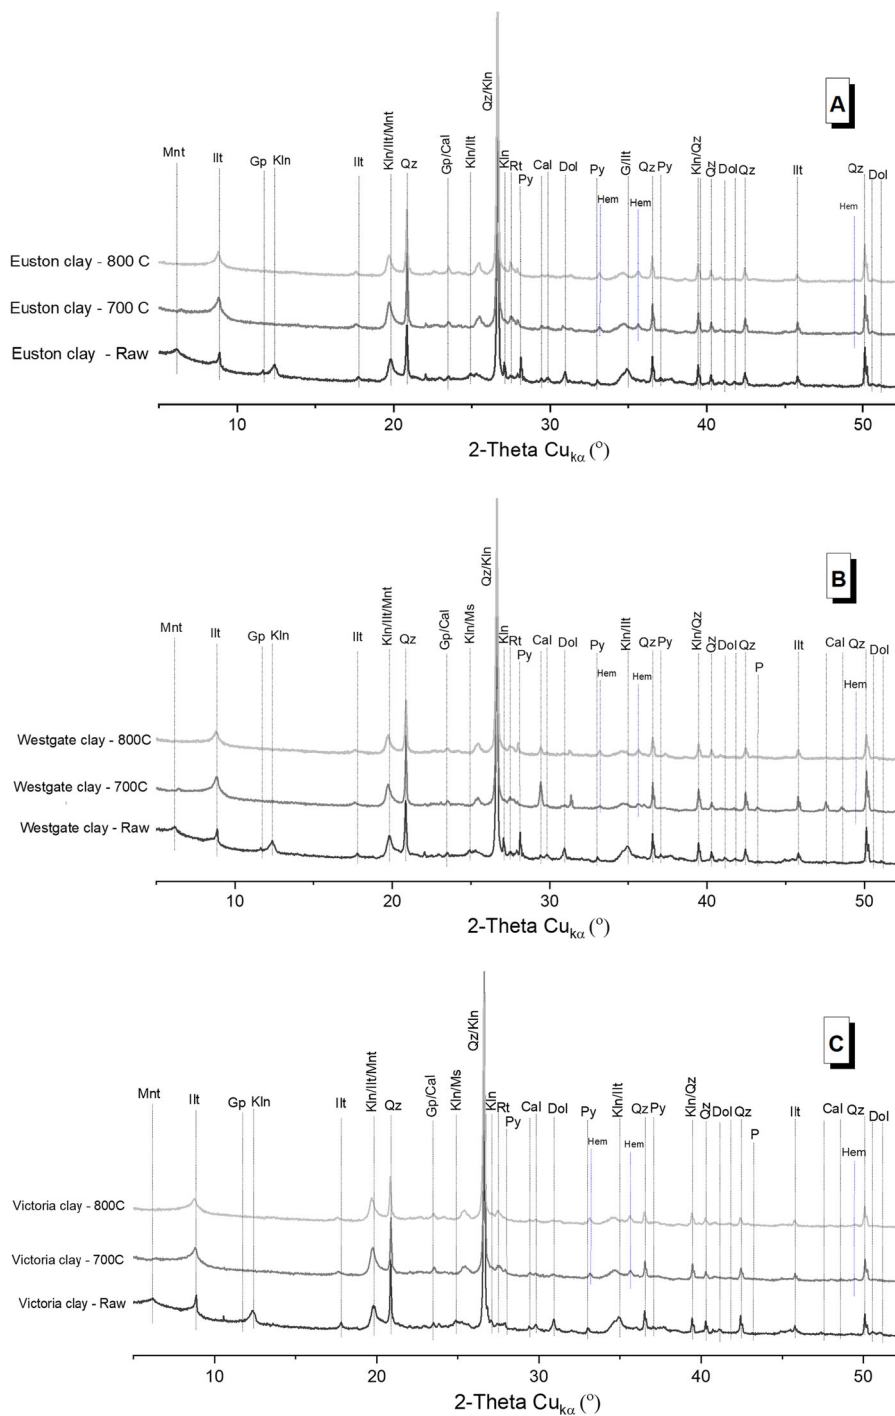 A
Qz/Kln
Mnt
Ilt
Gp
Kln
Ilt
Kln/Ilt/Mnt
Qz
Gp/Cal
Kln/Ilt
Kln
Rt
Py
Cal
Dol
Py
Hem
G/Ilt
Hem
Qz
Py
Kln/Qz
Qz
Dol
Qz
Ilt
Qz
Hem
Dol
Euston clay - 800 C
Euston clay - 700 C
Euston clay - Raw
10 20 30 40 50
2-Theta Cukα (°)
B
Qz/Kln
Mnt
Ilt
Gp
Kln
Ilt
Kln/Ilt/Mnt
Qz
Gp/Cal
Kln/Ms
Kln
Rt
Py
Cal
Dol
Py
Hem
Kln/Ilt
Hem
Qz
Py
Kln/Qz
Qz
Dol
Qz
P
Ilt
Cal
Qz
Hem
Dol
Westgate clay - 800C
Westgate clay - 700C
Westgate clay - Raw
10 20 30 40 50
2-Theta Cukα (°)
C
Qz/Kln
Mnt
Ilt
Gp
Kln
Ilt
Kln/Ilt/Mnt
Qz
Gp/Cal
Kln/Ms
Kln
Rt
Py
Cal
Dol
Py
Hem
Kln/Ilt
Hem
Qz
Py
Kln/Qz
Qz
Dol
Qz
P
Ilt
Cal
Qz
Hem
Dol
Victoria clay - 800C
Victoria clay - 700C
Victoria clay - Raw
10 20 30 40 50
2-Theta Cukα (°)